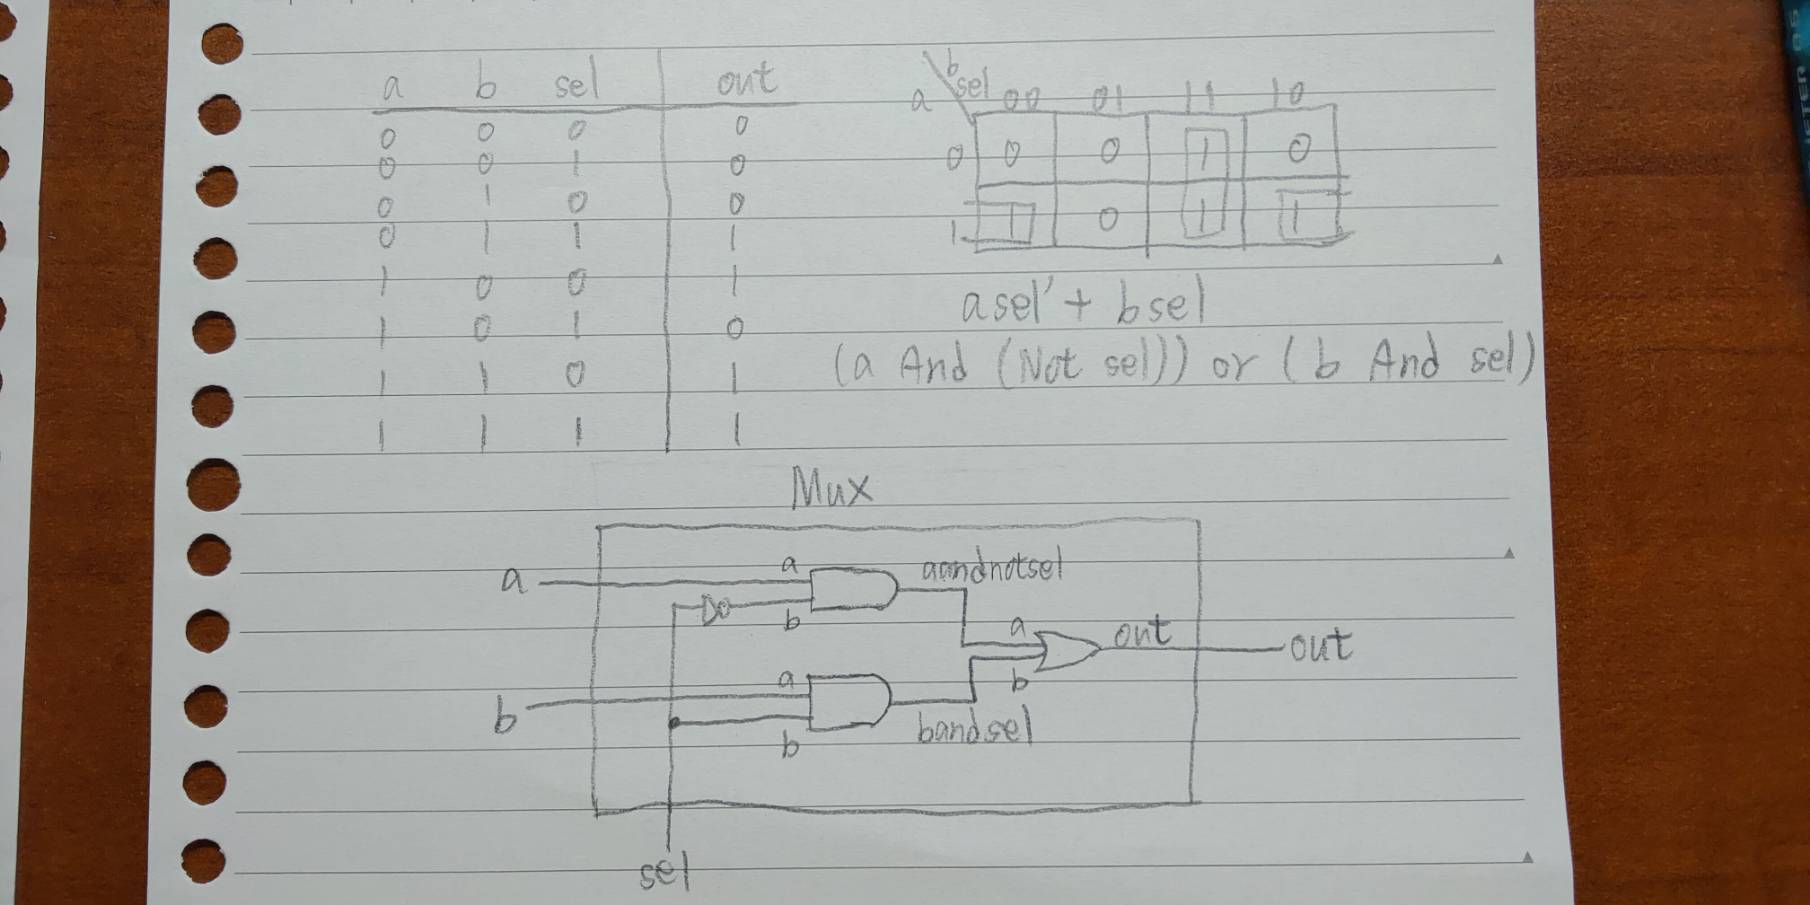 a b sel out
0 0 0 0
0 0 1 0
0 1 0 0
0 1 1 1
1 0 0 1
1 0 1 0
1 1 0 1
1 1 1 1
b
a sel 00 01 11 10
0 0 0 1 0
1 1 0 1 1
a sel' + b sel
(a And (Not sel)) or (b And sel)
Mux
a a aandnotsel
b
a out out
b a b
b bandsel
sel